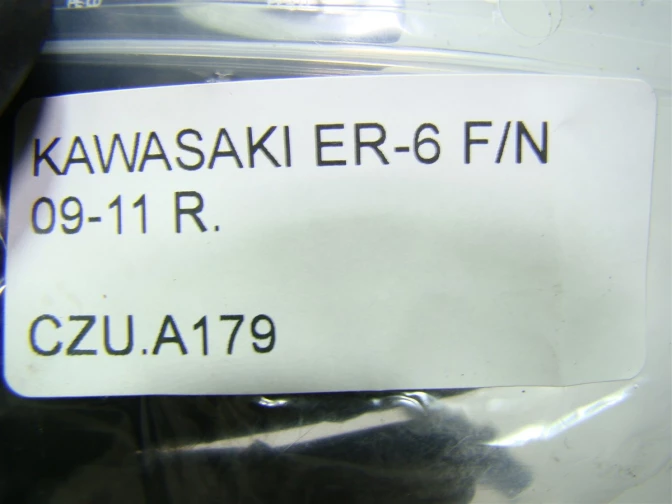 KAWASAKI ER-6 F/N
09-11 R.
CZU.A179